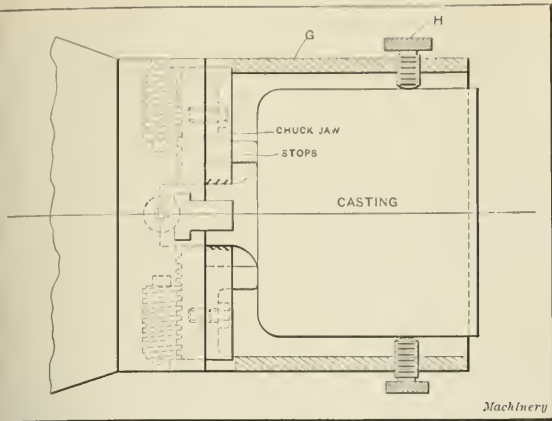 H
G
CHUCK JAW
STOPS
CASTING
Machinery